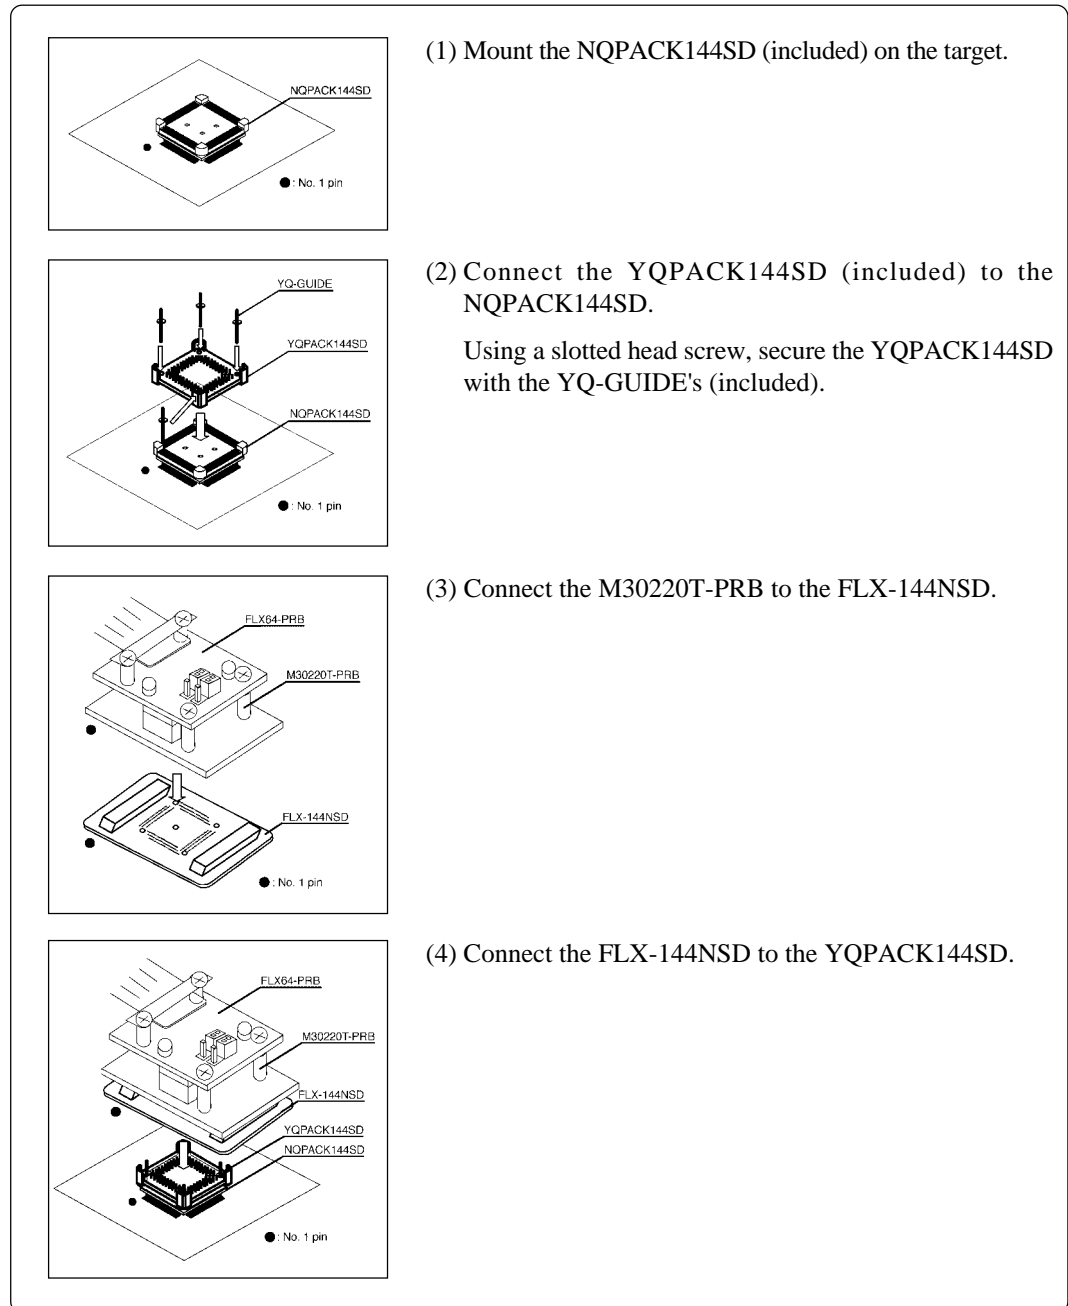 (1) Mount the NQPACK144SD (included) on the target.
NQPACK144SD
● : No. 1 pin
(2) Connect the YQPACK144SD (included) to the
NQPACK144SD.
Using a slotted head screw, secure the YQPACK144SD
with the YQ-GUIDE's (included).
YQ-GUIDE
YQPACK144SD
NQPACK144SD
● : No. 1 pin
(3) Connect the M30220T-PRB to the FLX-144NSD.
FLX64-PRB
M30220T-PRB
FLX-144NSD
● : No. 1 pin
(4) Connect the FLX-144NSD to the YQPACK144SD.
FLX64-PRB
M30220T-PRB
FLX-144NSD
YQPACK144SD
NQPACK144SD
● : No. 1 pin